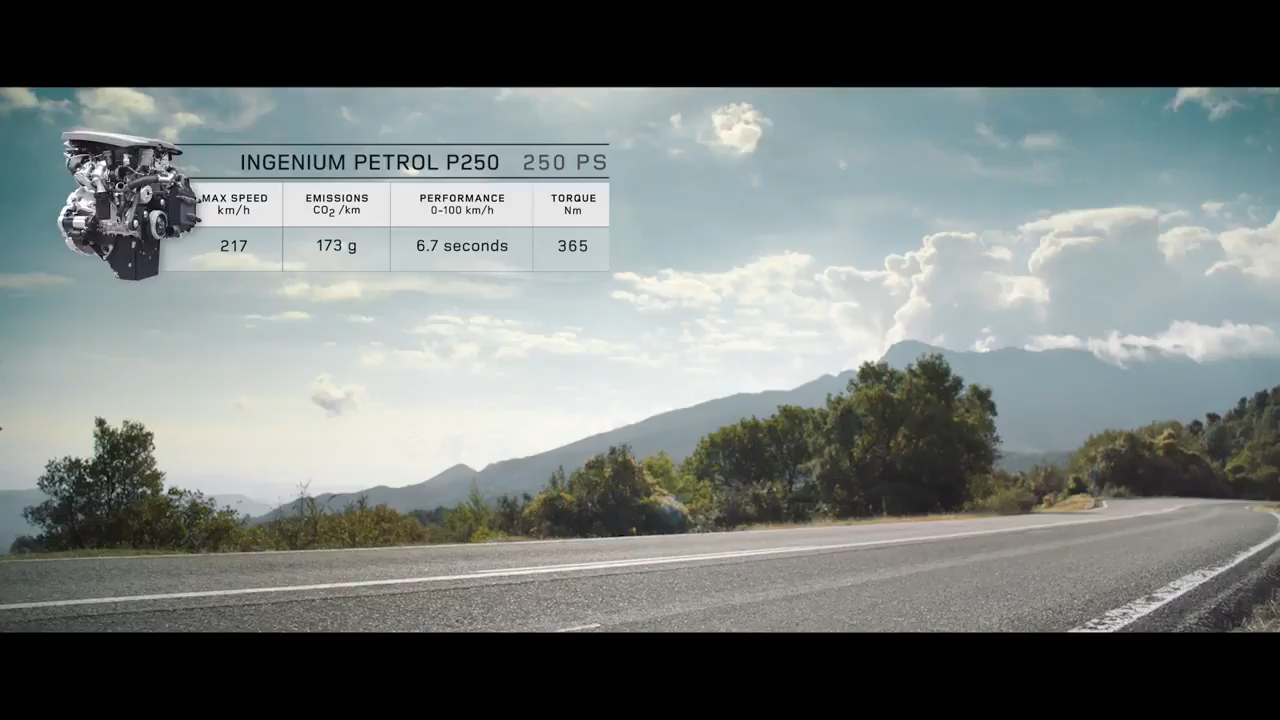 INGENIUM PETROL P250 250 PS
MAX SPEED EMISSIONS PERFORMANCE TORQUE
km/h CO₂ /km 0-100 km/h Nm
217 173 g 6.7 seconds 365